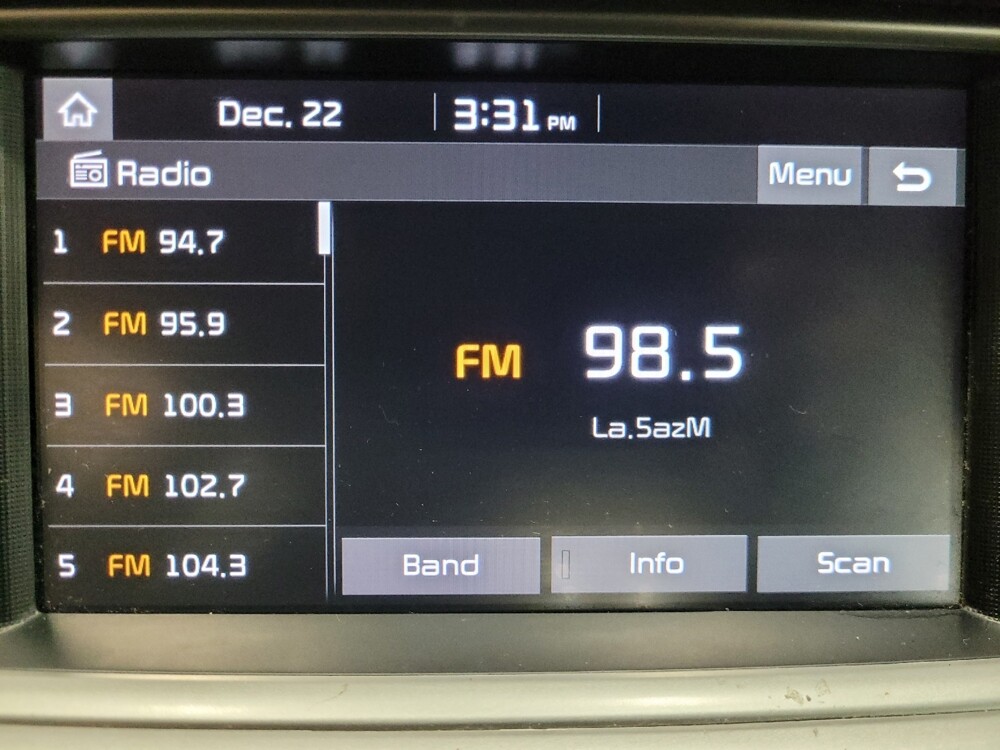 Dec. 22 3:31 PM
Radio Menu
1 FM 94.7
2 FM 95.9
3 FM 100.3
4 FM 102.7
5 FM 104.3
FM 98.5
La.5azM
Band Info Scan